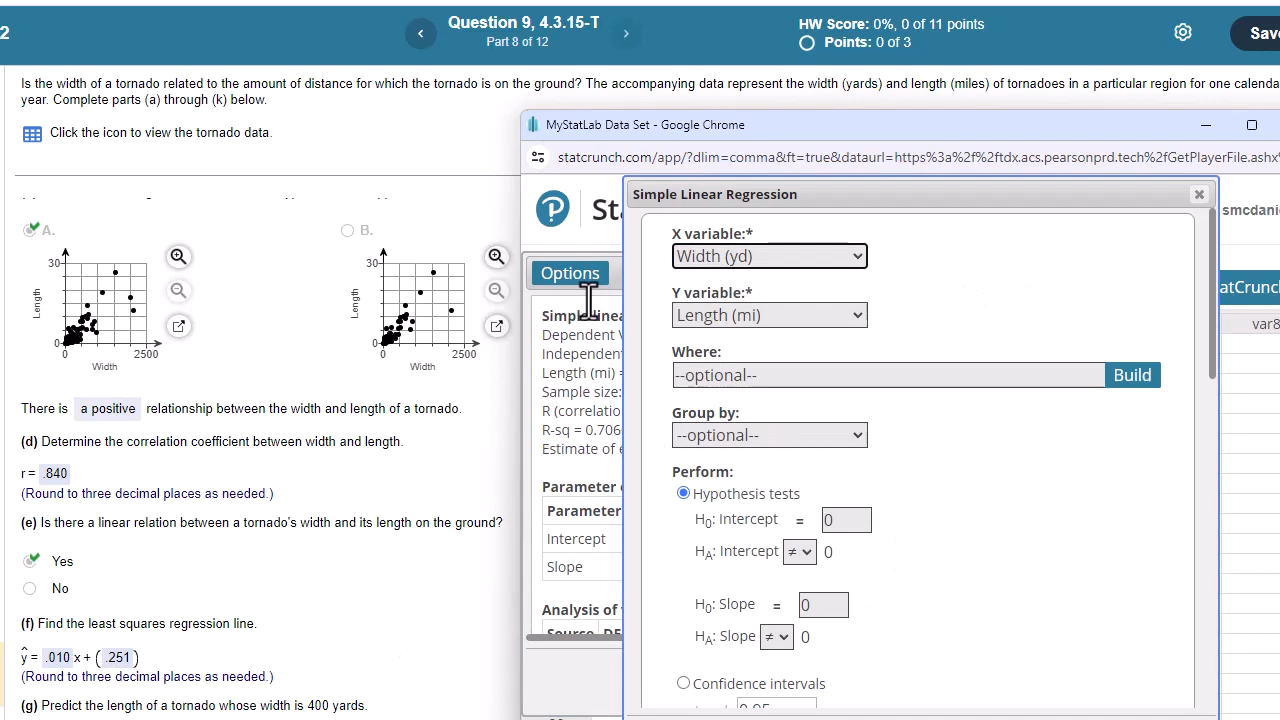 2
Question 9, 4.3.15-T
Part 8 of 12
HW Score: 0%, 0 of 11 points
Points: 0 of 3
Save
Is the width of a tornado related to the amount of distance for which the tornado is on the ground? The accompanying data represent the width (yards) and length (miles) of tornadoes in a particular region for one calenda
year. Complete parts (a) through (k) below.
Click the icon to view the tornado data.
A.
30
0
0
2500
Length
Width
B.
30
0
0
2500
Length
Width
There is a positive relationship between the width and length of a tornado.
(d) Determine the correlation coefficient between width and length.
r = .840
(Round to three decimal places as needed.)
(e) Is there a linear relation between a tornado's width and its length on the ground?
Yes
No
(f) Find the least squares regression line.
ŷ = .010 x + ( .251 )
(Round to three decimal places as needed.)
(g) Predict the length of a tornado whose width is 400 yards.
MyStatLab Data Set - Google Chrome
statcrunch.com/app/?dlim=comma&ft=true&dataurl=https%3a%2f%2ftdx.acs.pearsonprd.tech%2fGetPlayerFile.ashx%
P
St
smcdani
Options
Simple linea
Dependent V
Independent
Length (mi) =
Sample size:
R (correlatio
R-sq = 0.706
Estimate of e
Parameter e
Parameter
Intercept
Slope
Analysis of
Source DF
atCrunch
var8
Simple Linear Regression
X variable:*
Width (yd)
Y variable:*
Length (mi)
Where:
--optional--
Build
Group by:
--optional--
Perform:
Hypothesis tests
H0: Intercept = 0
HA: Intercept ≠ 0
H0: Slope = 0
HA: Slope ≠ 0
Confidence intervals
0.95